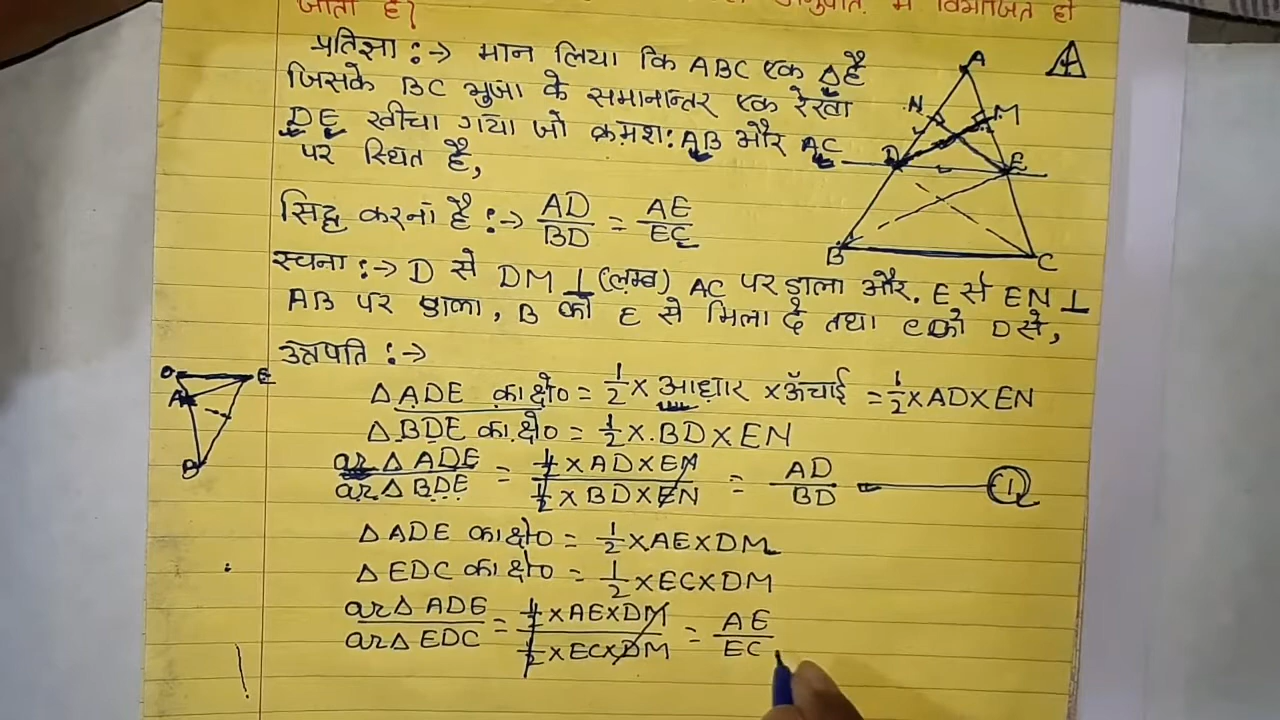 जाता है?
अनुपात में विभाजित हो
प्रतिज्ञा :→ मान लिया कि ABC एक Δ है
जिसके BC भुजा के समानान्तर एक रेखा
DE खींचा गया जो क्रमश: AB और AC
पर स्थित है,
सिद्ध करना है :→ AD/BD = AE/EC
रचना :→ D से DM ⊥ (लम्ब) AC पर डाला और. E से EN ⊥
AB पर डाला, B को E से मिला दे तथा C को D से,
उत्तपति :→
Δ ADE का क्षे० = 1/2 × आधार × ऊँचाई = 1/2 × AD × EN
Δ BDE का क्षे० = 1/2 × BD × EN
ar Δ ADE / ar Δ BDE = 1/2 × AD × EN / 1/2 × BD × EN = AD / BD — 1
Δ ADE का क्षे० = 1/2 × AE × DM
Δ EDC का क्षे० = 1/2 × EC × DM
ar Δ ADE / ar Δ EDC = 1/2 × AE × DM / 1/2 × EC × DM = AE / EC
A
N
M
D
E
B
C
D
E
A
B